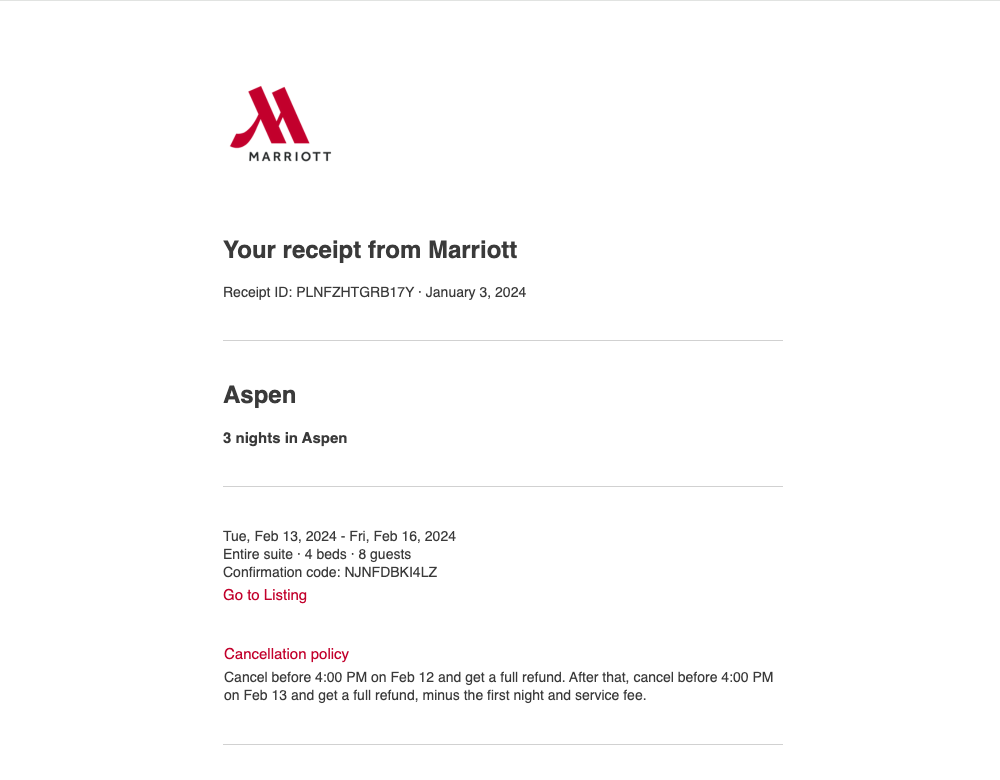 MARRIOTT
Your receipt from Marriott
Receipt ID: PLNFZHTGRB17Y · January 3, 2024
Aspen
3 nights in Aspen
Tue, Feb 13, 2024 - Fri, Feb 16, 2024
Entire suite · 4 beds · 8 guests
Confirmation code: NJNFDBKI4LZ
Go to Listing
Cancellation policy
Cancel before 4:00 PM on Feb 12 and get a full refund. After that, cancel before 4:00 PM
on Feb 13 and get a full refund, minus the first night and service fee.